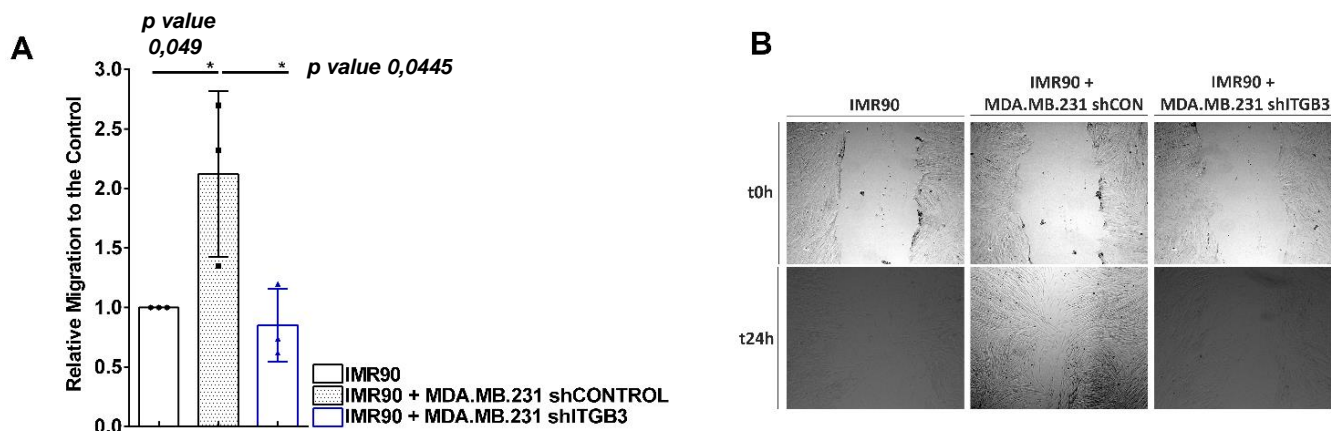 A
p value
0,049
* * p value 0,0445
Relative Migration to the Control
3.0
2.5
2.0
1.5
1.0
0.5
0.0
IMR90
IMR90 + MDA.MB.231 shCONTROL
IMR90 + MDA.MB.231 shITGB3
B
IMR90
IMR90 +
MDA.MB.231 shCON
IMR90 +
MDA.MB.231 shITGB3
t0h
t24h